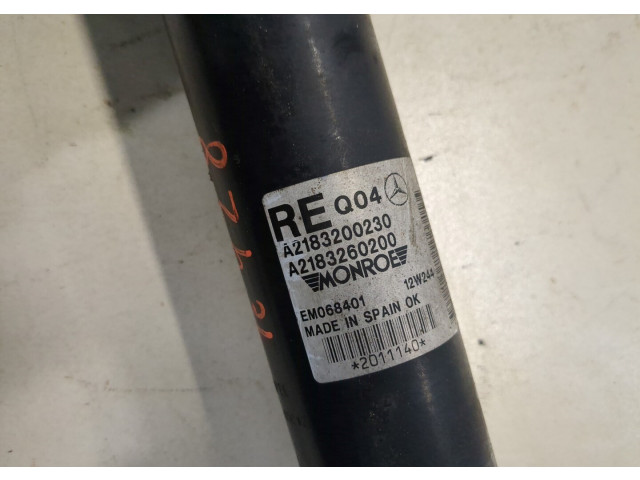 RE Q04
A2183200230
A2183260200
MONROE
EM068401 12W244
MADE IN SPAIN OK
*2011140*